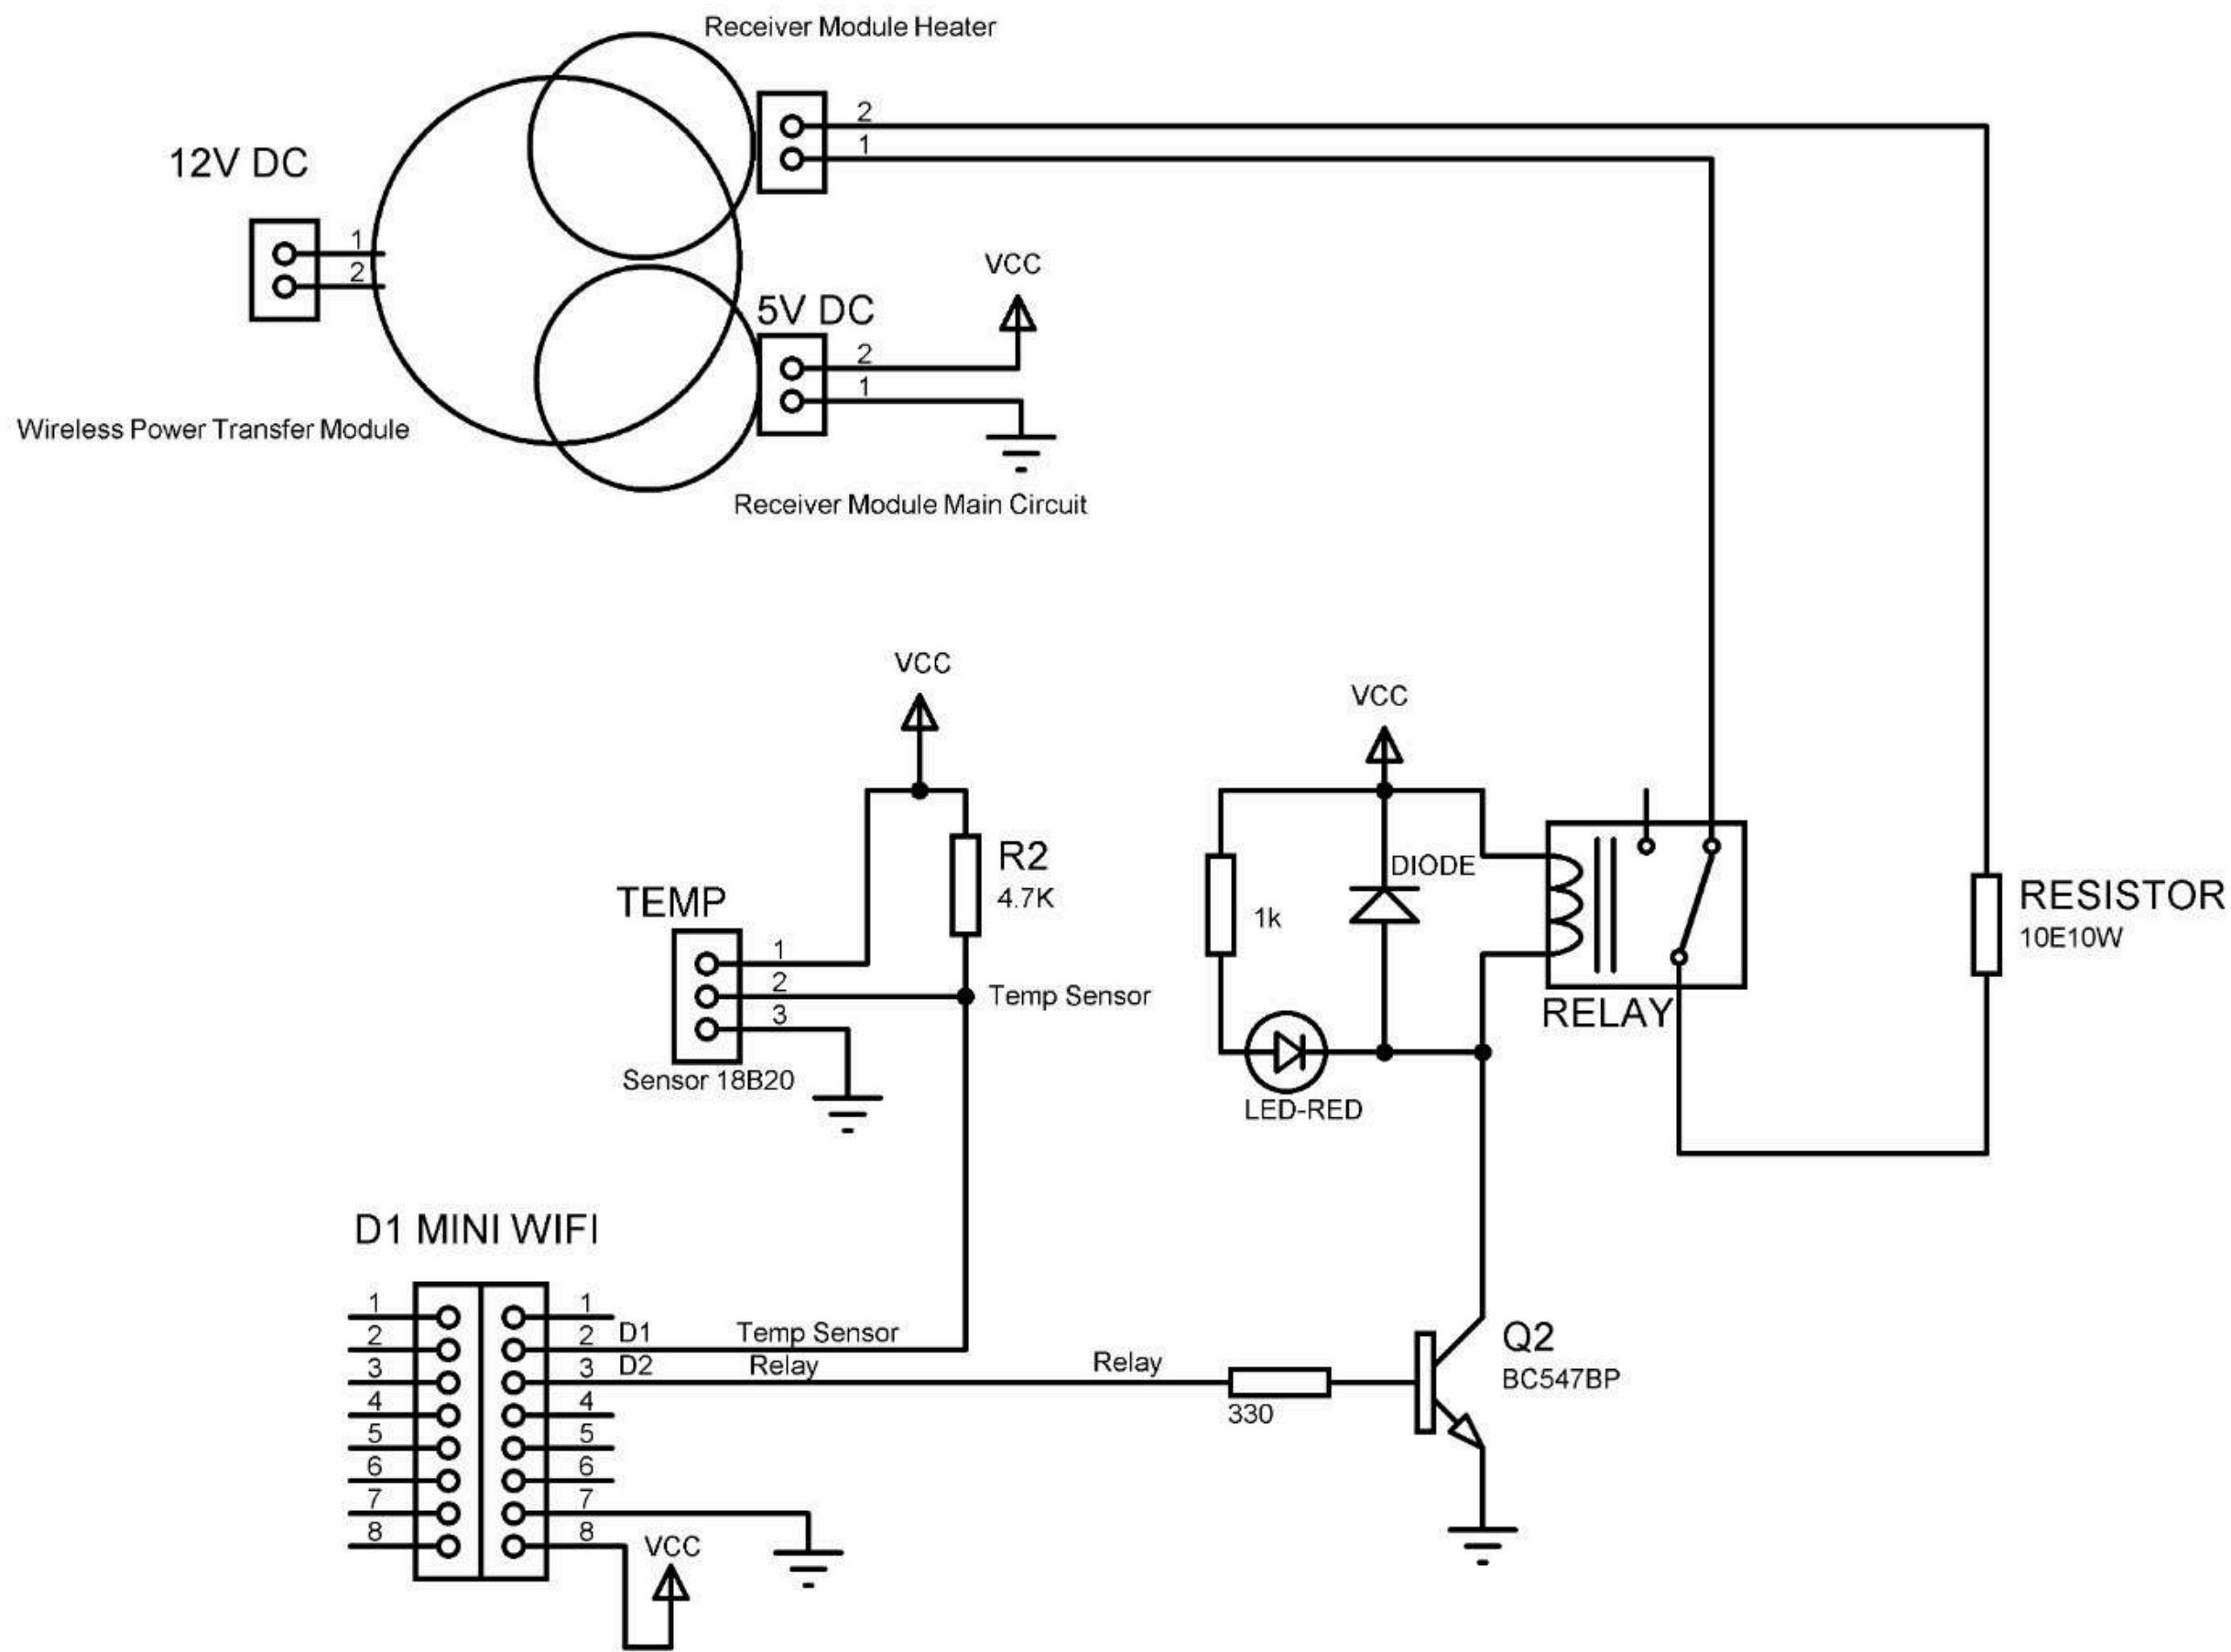 Receiver Module Heater
2
1
12V DC
1
2
VCC
5V DC
2
1
Wireless Power Transfer Module
Receiver Module Main Circuit
VCC
VCC
R2
4.7K
DIODE
1k
TEMP
1
2
3
Temp Sensor
Sensor 18B20
RESISTOR
10E10W
RELAY
LED-RED
D1 MINI WIFI
1
2
3
4
5
6
7
8
1
2
3
4
5
6
7
8
D1
Temp Sensor
D2
Relay
Relay
330
Q2
BC547BP
VCC